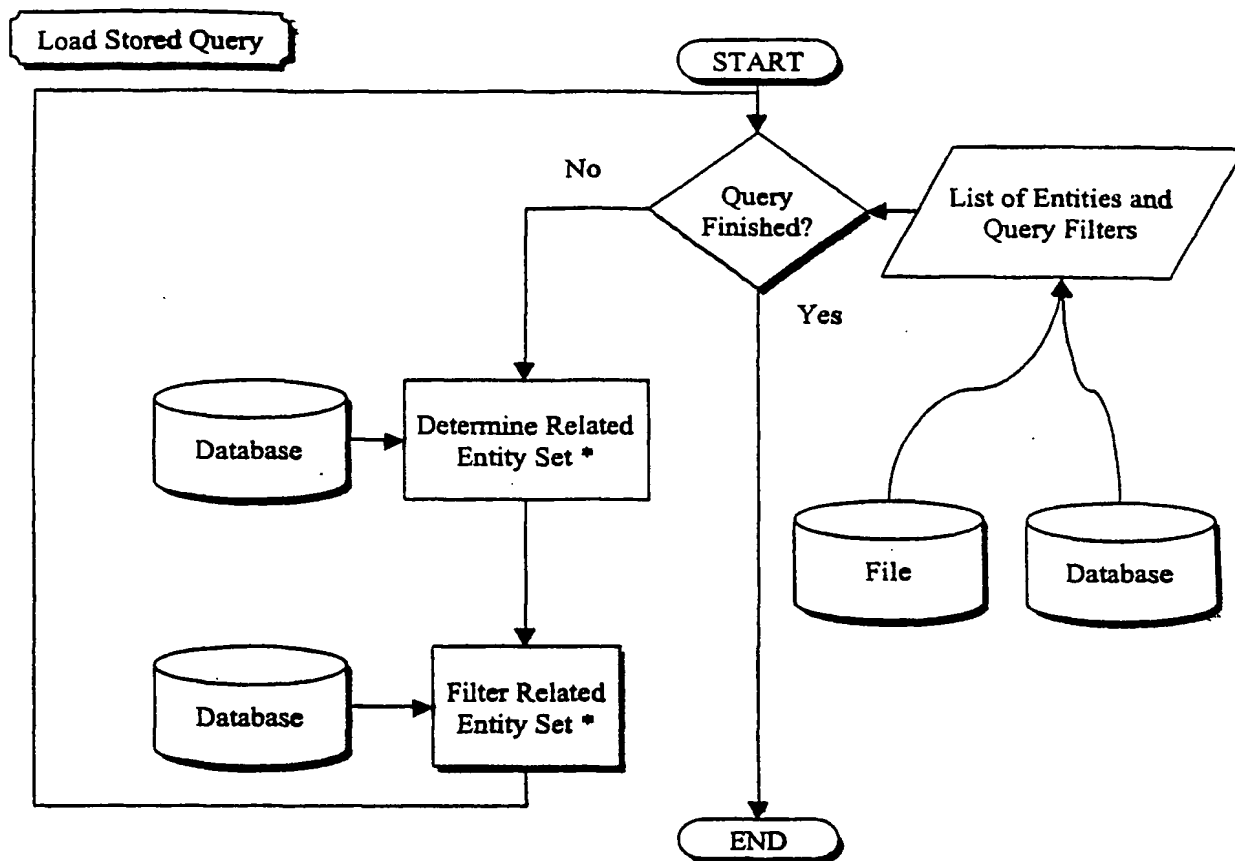 Load Stored Query
START
No
Query
Finished?
List of Entities and
Query Filters
Yes
Database
Determine Related
Entity Set *
File
Database
Database
Filter Related
Entity Set *
END